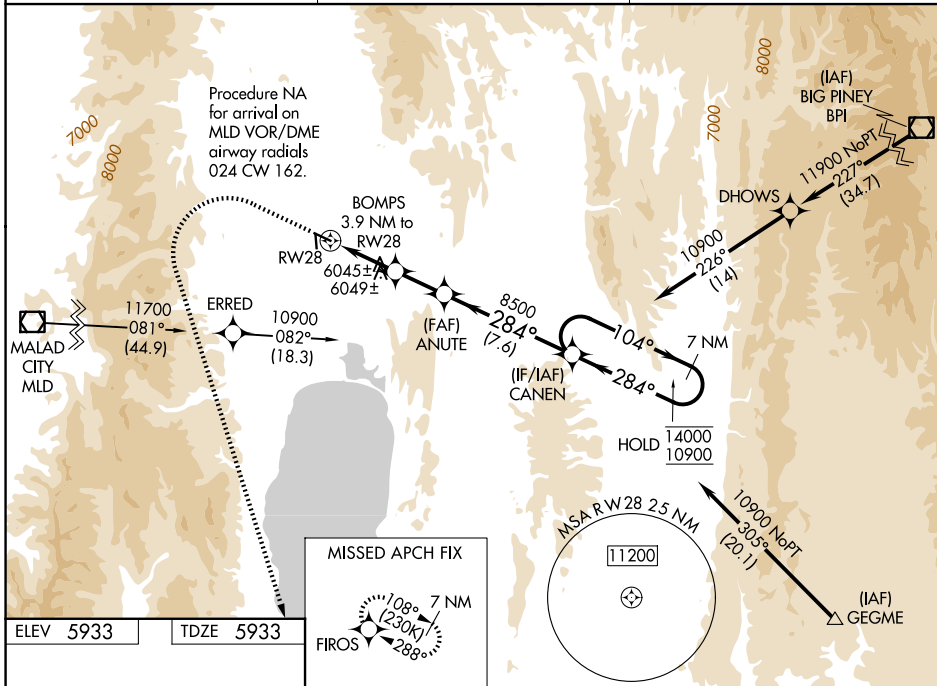 Procedure NA
for arrival on
MLD VOR/DME
airway radials
024 CW 162.
7000
8000
8000
7000
(IAF)
BIG PINEY
BPI
11900 NoPT
227°
(34.7)
DHOWS
10900
226°
(14)
BOMPS
3.9 NM to
RW28
RW28
6045±
6049±
(FAF)
ANUTE
8500
284°
(7.6)
104°
7 NM
284°
(IF/IAF)
CANEN
HOLD
14000
10900
MALAD
CITY
MLD
11700
081°
(44.9)
ERRED
10900
082°
(18.3)
10900 NoPT
305°
(20.1)
(IAF)
GEGME
MSA RW28 25 NM
11200
MISSED APCH FIX
108°
(230K)
7 NM
288°
FIROS
ELEV 5933
TDZE 5933